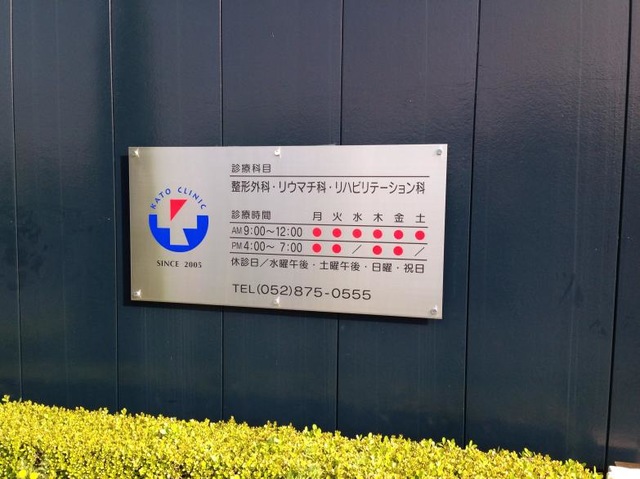 KATO CLINIC
SINCE 2005
診療科目
整形外科・リウマチ科・リハビリテーション科
診療時間 月 火 水 木 金 土
AM 9:00～12:00 ● ● ● ● ● ●
PM 4:00～ 7:00 ● ● / ● ● /
休診日/水曜午後・土曜午後・日曜・祝日
TEL(052)875-0555